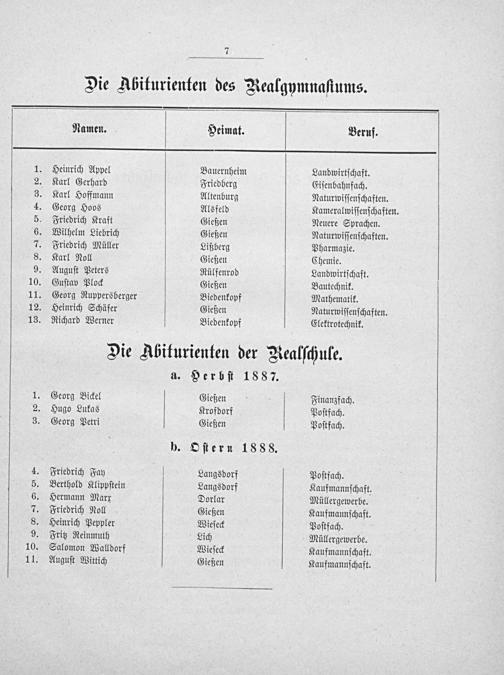 7
Die Abiturienten des Realgymnasiums.
Namen. Heimat. Beruf.
1. Heinrich Appel Bauernheim Landwirtschaft.
2. Karl Gerhard Friedberg Eisenbahnfach.
3. Karl Hoffmann Altenburg Naturwissenschaften.
4. Georg Hoos Alsfeld Kameralwissenschaften.
5. Friedrich Kraft Gießen Neuere Sprachen.
6. Wilhelm Liebrich Gießen Naturwissenschaften.
7. Friedrich Müller Lißberg Pharmazie.
8. Karl Noll Gießen Chemie.
9. August Peters Rülfenrod Landwirtschaft.
10. Gustav Plock Gießen Bautechnik.
11. Georg Ruppersberger Biedenkopf Mathematik.
12. Heinrich Schäfer Gießen Naturwissenschaften.
13. Richard Werner Biedenkopf Elektrotechnik.
Die Abiturienten der Realschule.
a. Herbst 1887.
1. Georg Bickel Gießen Finanzfach.
2. Hugo Lukas Krofdorf Postfach.
3. Georg Petri Gießen Postfach.
b. Ostern 1888.
4. Friedrich Fay Langsdorf Postfach.
5. Berthold Klippstein Langsdorf Kaufmannschaft.
6. Hermann Marx Dorlar Müllergewerbe.
7. Friedrich Noll Gießen Kaufmannschaft.
8. Heinrich Peppler Wieseck Postfach.
9. Fritz Reinmuth Lich Müllergewerbe.
10. Salomon Walldorf Wieseck Kaufmannschaft.
11. August Wittich Gießen Kaufmannschaft.